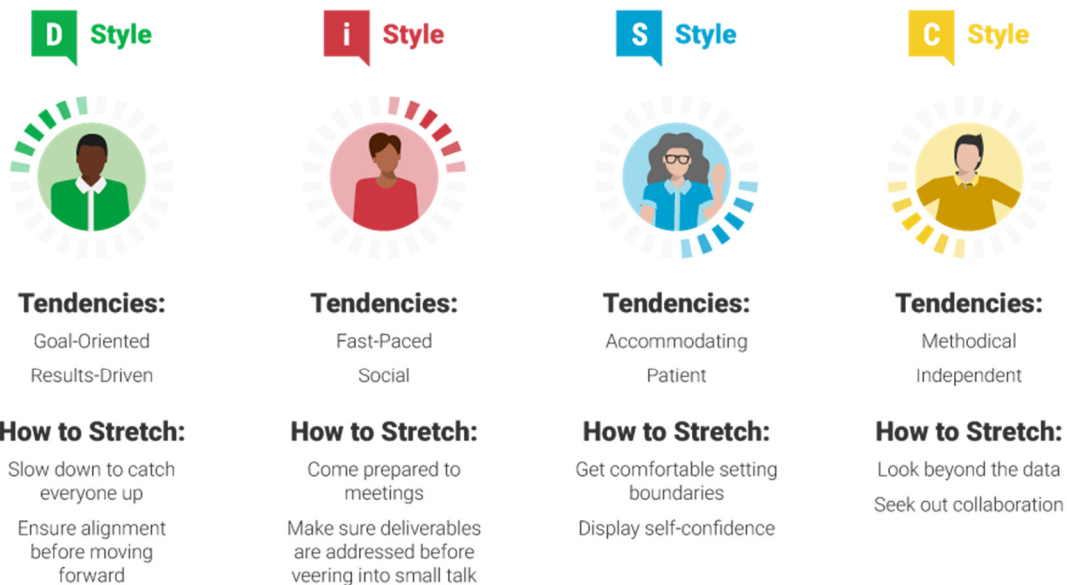 D Style
Tendencies:
Goal-Oriented
Results-Driven
How to Stretch:
Slow down to catch
everyone up
Ensure alignment
before moving
forward
i Style
Tendencies:
Fast-Paced
Social
How to Stretch:
Come prepared to
meetings
Make sure deliverables
are addressed before
veering into small talk
S Style
Tendencies:
Accommodating
Patient
How to Stretch:
Get comfortable setting
boundaries
Display self-confidence
C Style
Tendencies:
Methodical
Independent
How to Stretch:
Look beyond the data
Seek out collaboration